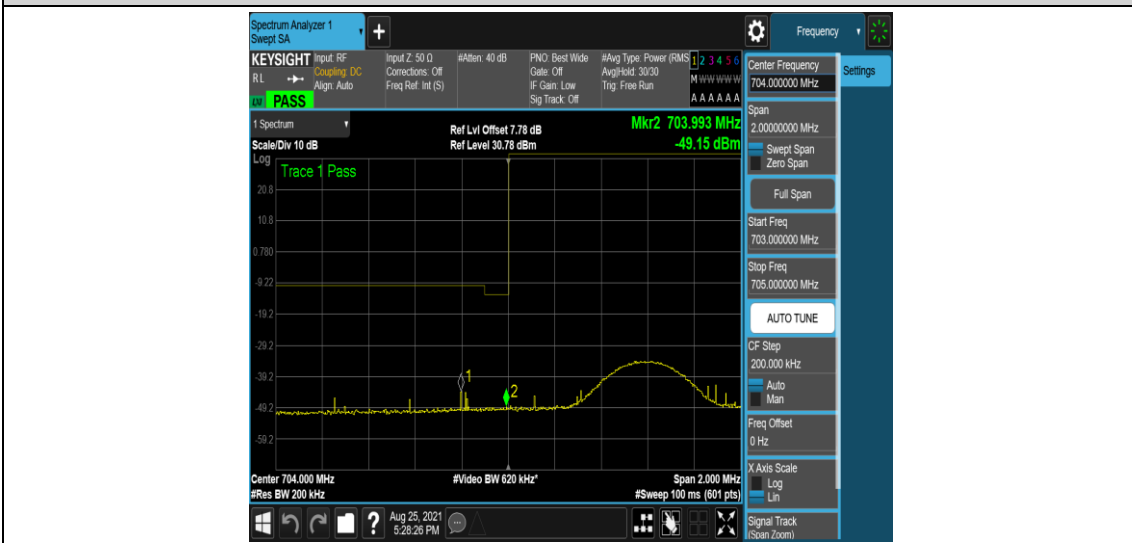 Spectrum Analyzer 1
Swept SA
+
Frequency
KEYSIGHT
RL
PASS
Input: RF
Coupling: DC
Align: Auto
Input Z: 50 Ω
Corrections: Off
Freq Ref: Int (S)
#Atten: 40 dB
PNO: Best Wide
Gate: Off
IF Gain: Low
Sig Track: Off
#Avg Type: Power (RMS
Avg|Hold: 30/30
Trig: Free Run
1 2 3 4 5 6
M W W W W W
A A A A A A
1 Spectrum
Scale/Div 10 dB
Ref Lvl Offset 7.78 dB
Ref Level 30.78 dBm
Mkr2 703.993 MHz
-49.15 dBm
Log
Trace 1 Pass
20.8
10.8
0.780
-9.22
-19.2
-29.2
-39.2
-49.2
-59.2
1
2
Center 704.000 MHz
#Res BW 200 kHz
#Video BW 620 kHz*
Span 2.000 MHz
#Sweep 100 ms (601 pts)
Center Frequency
704.000000 MHz
Settings
Span
2.00000000 MHz
Swept Span
Zero Span
Full Span
Start Freq
703.000000 MHz
Stop Freq
705.000000 MHz
AUTO TUNE
CF Step
200.000 kHz
Auto
Man
Freq Offset
0 Hz
X Axis Scale
Log
Lin
Signal Track
(Span Zoom)
?
Aug 25, 2021
5:28:26 PM